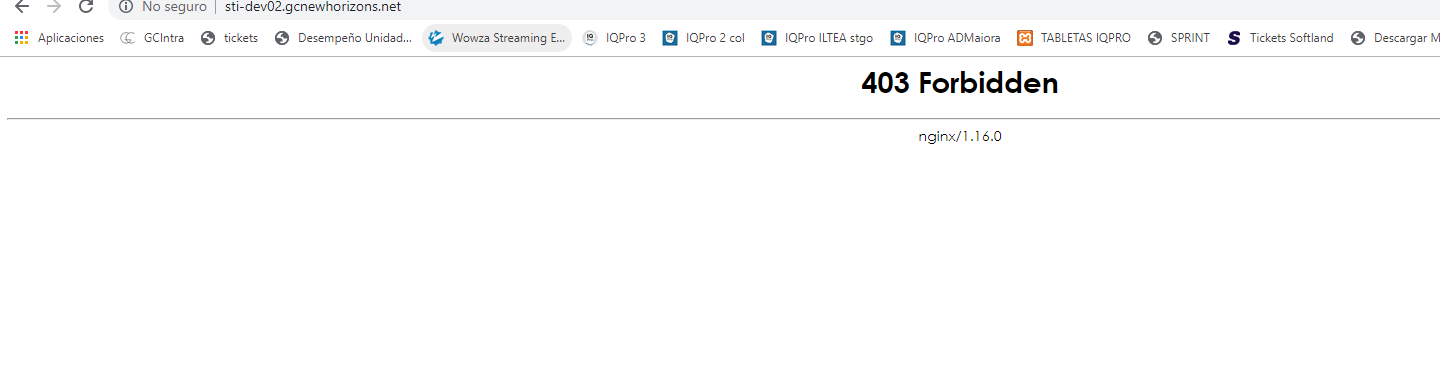 No seguro | sti-dev02.gcnewhorizons.net
Aplicaciones GCIntra tickets Desempeño Unidad... Wowza Streaming E... IQPro 3 IQPro 2 col IQPro ILTEA stgo IQPro ADMaiora TABLETAS IQPRO SPRINT Tickets Softland Descargar M
403 Forbidden
nginx/1.16.0